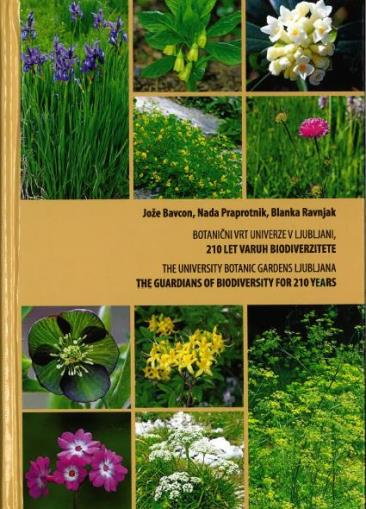 Jože Bavcon, Nada Praprotnik, Blanka Ravnjak
BOTANIČNI VRT UNIVERZE V LJUBLJANI,
210 LET VARUH BIODIVERZITETE
THE UNIVERSITY BOTANIC GARDENS LJUBLJANA
THE GUARDIANS OF BIODIVERSITY FOR 210 YEARS